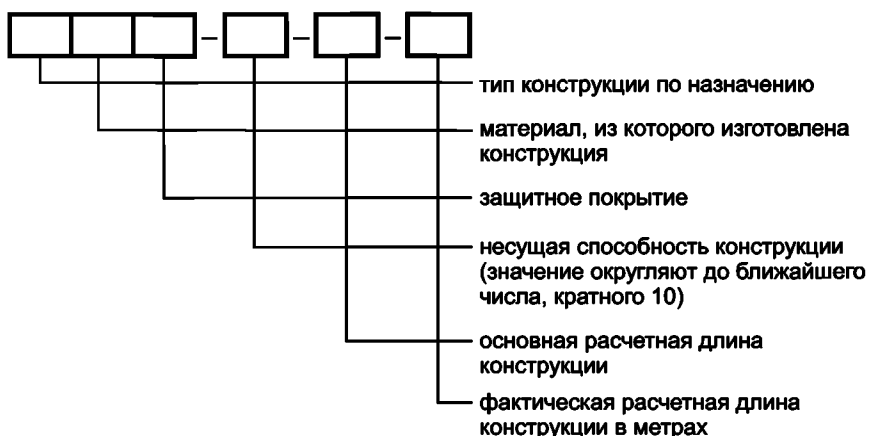 тип конструкции по назначению
материал, из которого изготовлена
конструкция
защитное покрытие
несущая способность конструкции
(значение округляют до ближайшего
числа, кратного 10)
основная расчетная длина
конструкции
фактическая расчетная длина
конструкции в метрах